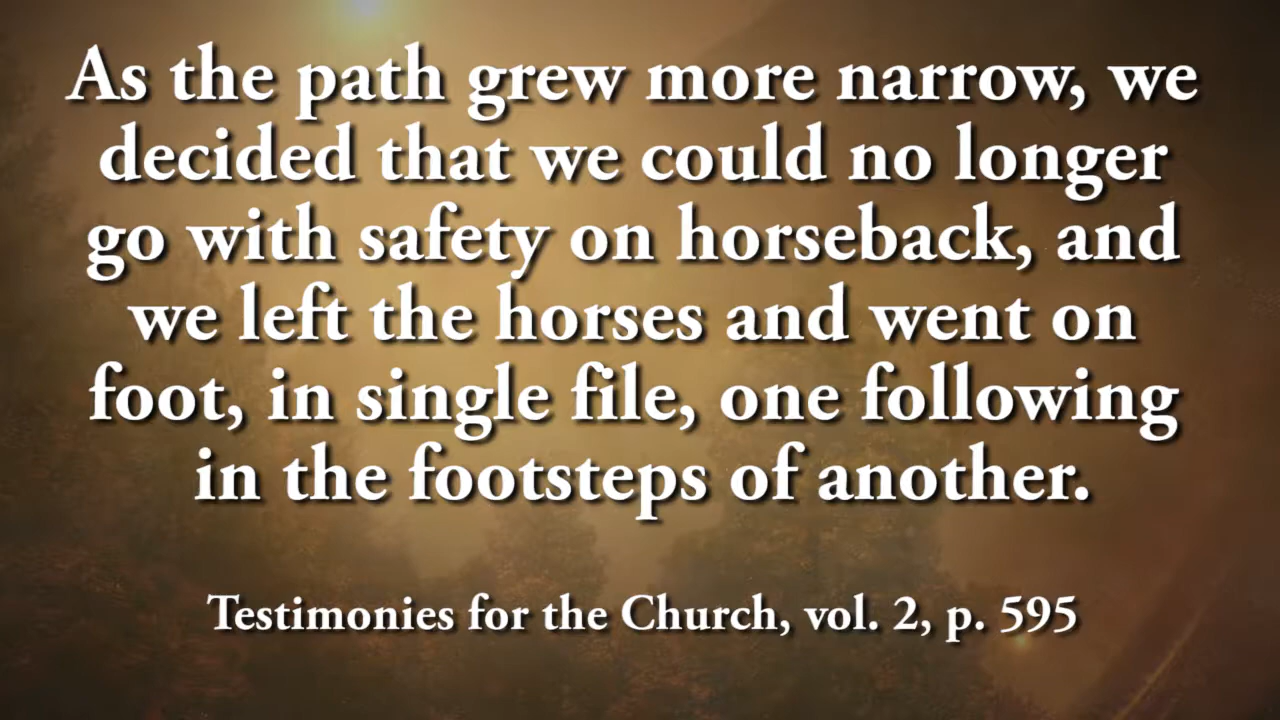 As the path grew more narrow, we
decided that we could no longer
go with safety on horseback, and
we left the horses and went on
foot, in single file, one following
in the footsteps of another.
Testimonies for the Church, vol. 2, p. 595